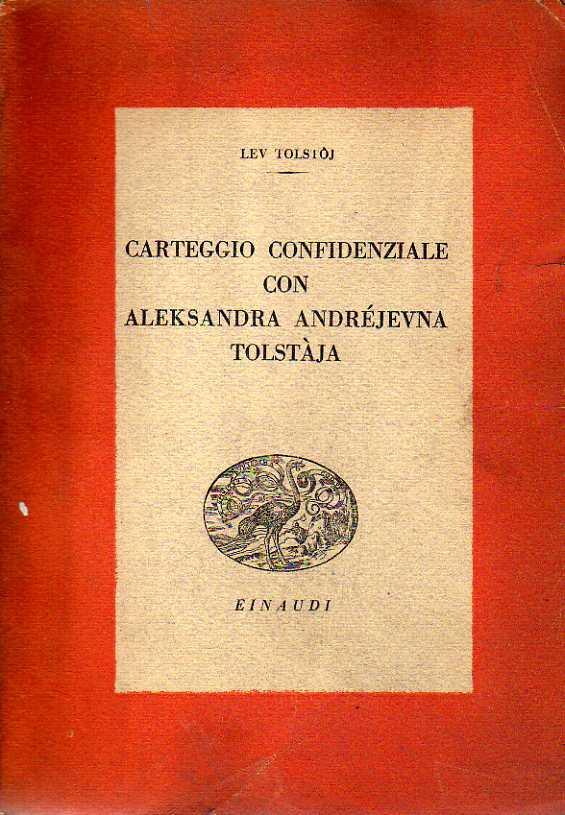 LEV TOLSTÒJ
CARTEGGIO CONFIDENZIALE
CON
ALEKSANDRA ANDRÉJEVNA
TOLSTÀJA
EINAUDI